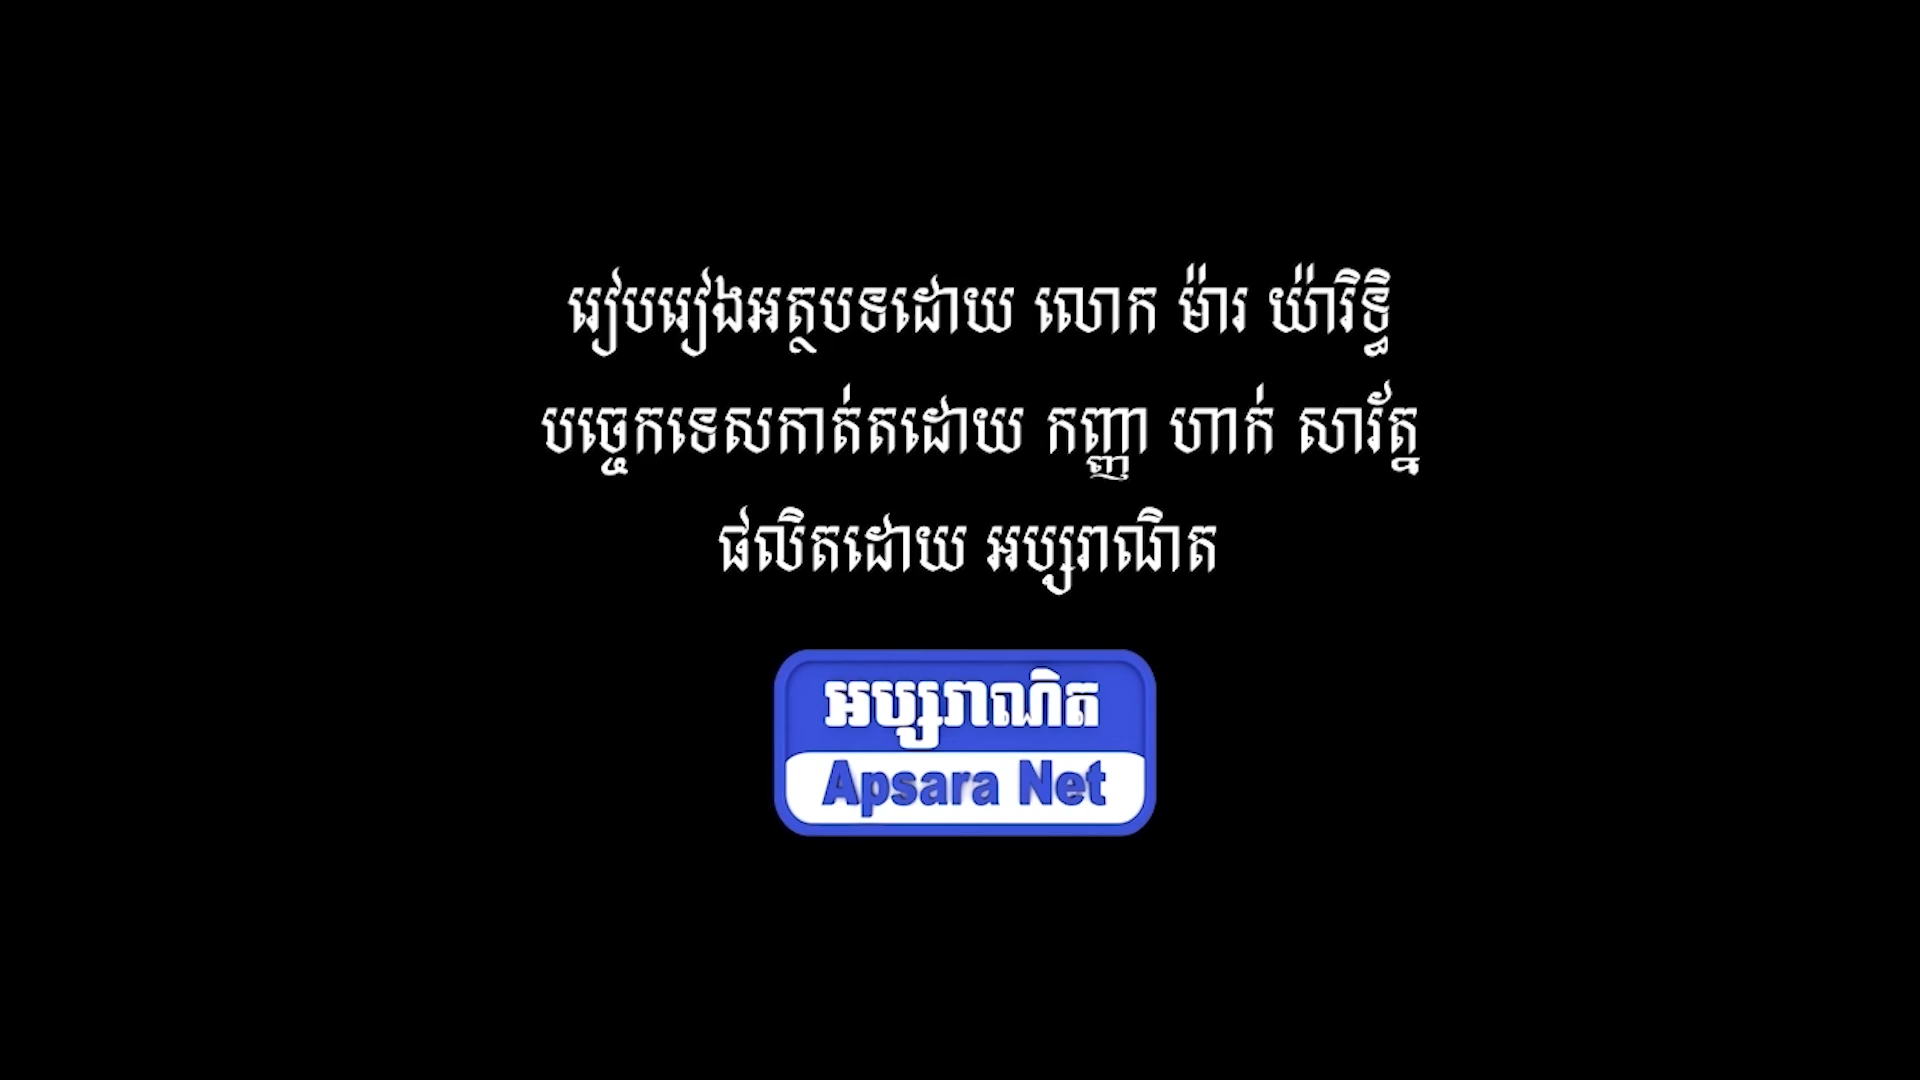 រៀបរៀងអត្ថបទដោយ លោក ម៉ារ យ៉ារិទ្ធិ
បច្ចេកទេសកាត់តដោយ កញ្ញា ហាក់ សារ័ត្ន
ផលិតដោយ អប្សរាណិត
អប្សរាណិត
Apsara Net